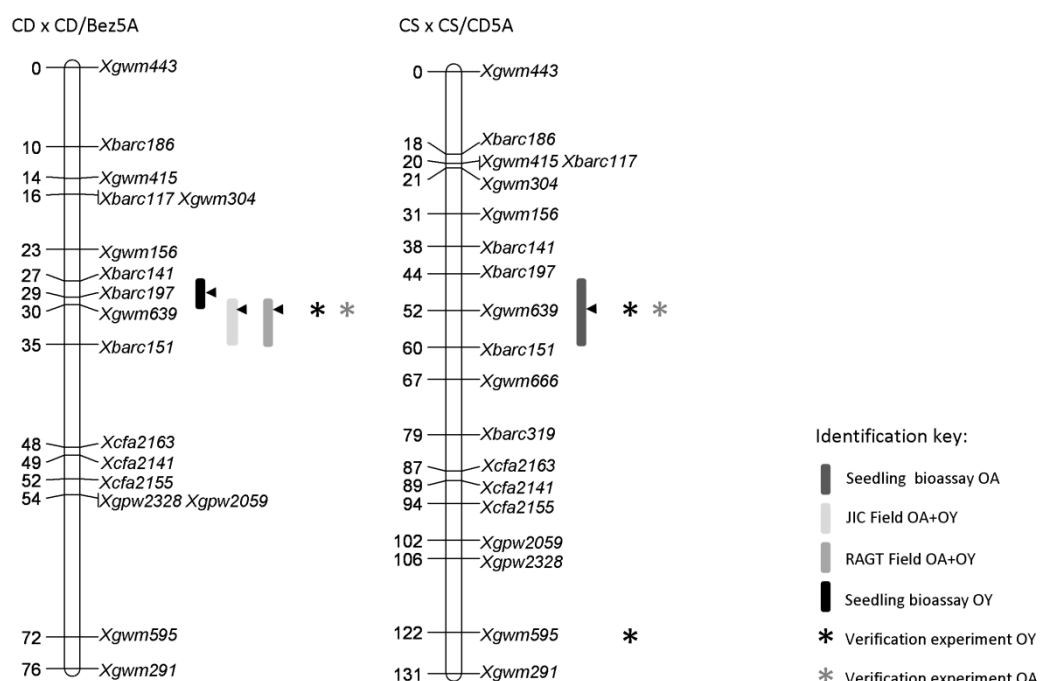 CD x CD/Bez5A
0 Xgwm443
10 Xbarc186
14 Xgwm415
16 Xbarc117 Xgwm304
23 Xgwm156
27 Xbarc141
29 Xbarc197
30 Xgwm639
35 Xbarc151
48 Xcfa2163
49 Xcfa2141
52 Xcfa2155
54 Xgpw2328 Xgpw2059
72 Xgwm595
76 Xgwm291
* *
CS x CS/CD5A
0 Xgwm443
18 Xbarc186
20 Xgwm415 Xbarc117
21 Xgwm304
31 Xgwm156
38 Xbarc141
44 Xbarc197
52 Xgwm639
60 Xbarc151
67 Xgwm666
79 Xbarc319
87 Xcfa2163
89 Xcfa2141
94 Xcfa2155
102 Xgpw2059
106 Xgpw2328
122 Xgwm595
131 Xgwm291
* *
*
Identification key:
Seedling bioassay OA
JIC Field OA+OY
RAGT Field OA+OY
Seedling bioassay OY
* Verification experiment OY
* Verification experiment OA